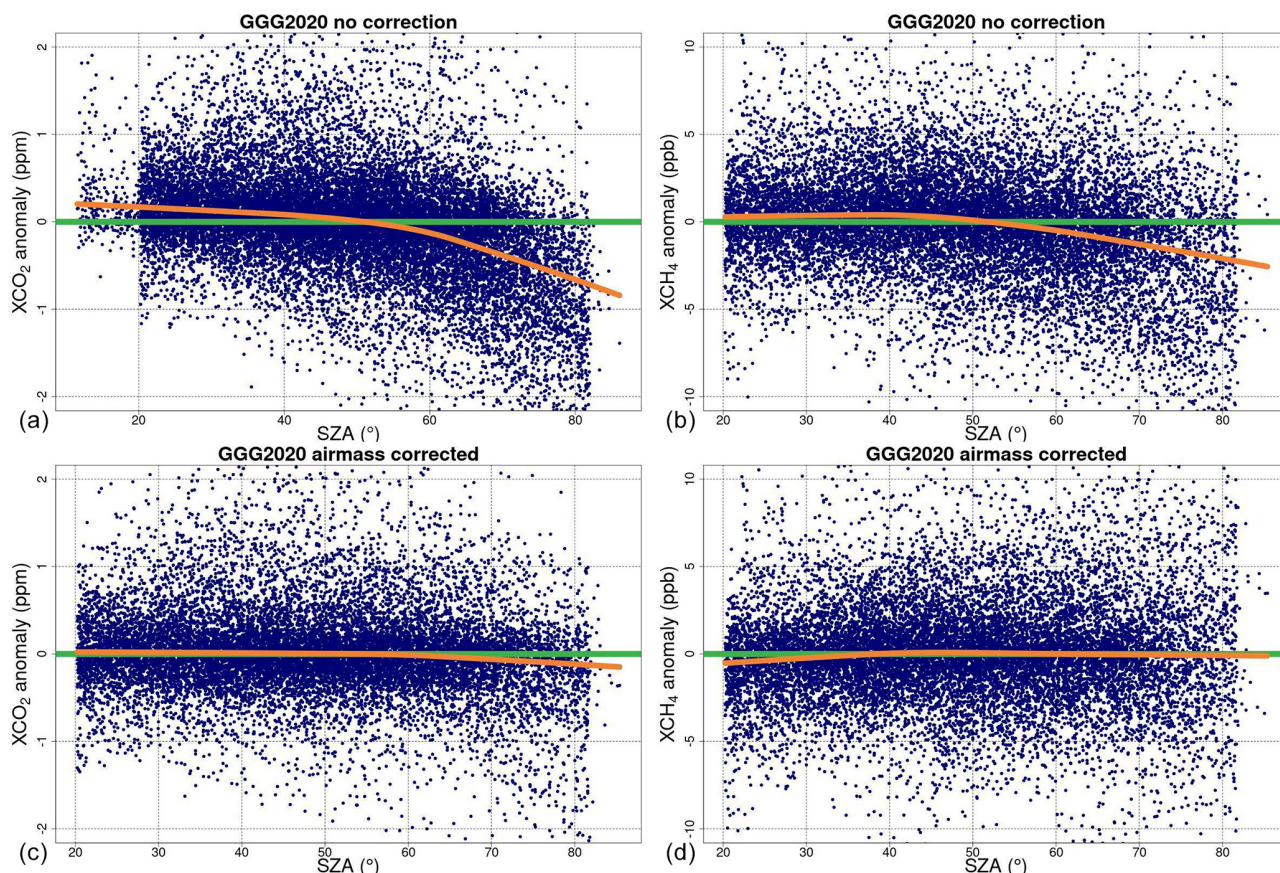 GGG2020 no correction
XCO₂ anomaly (ppm)
2
1
0
-1
-2
20 40 60 80
SZA (°)
(a)
GGG2020 no correction
XCH₄ anomaly (ppb)
10
5
0
-5
-10
20 30 40 50 60 70 80
SZA (°)
(b)
GGG2020 airmass corrected
XCO₂ anomaly (ppm)
2
1
0
-1
-2
20 30 40 50 60 70 80
SZA (°)
(c)
GGG2020 airmass corrected
XCH₄ anomaly (ppb)
10
5
0
-5
-10
20 30 40 50 60 70 80
SZA (°)
(d)